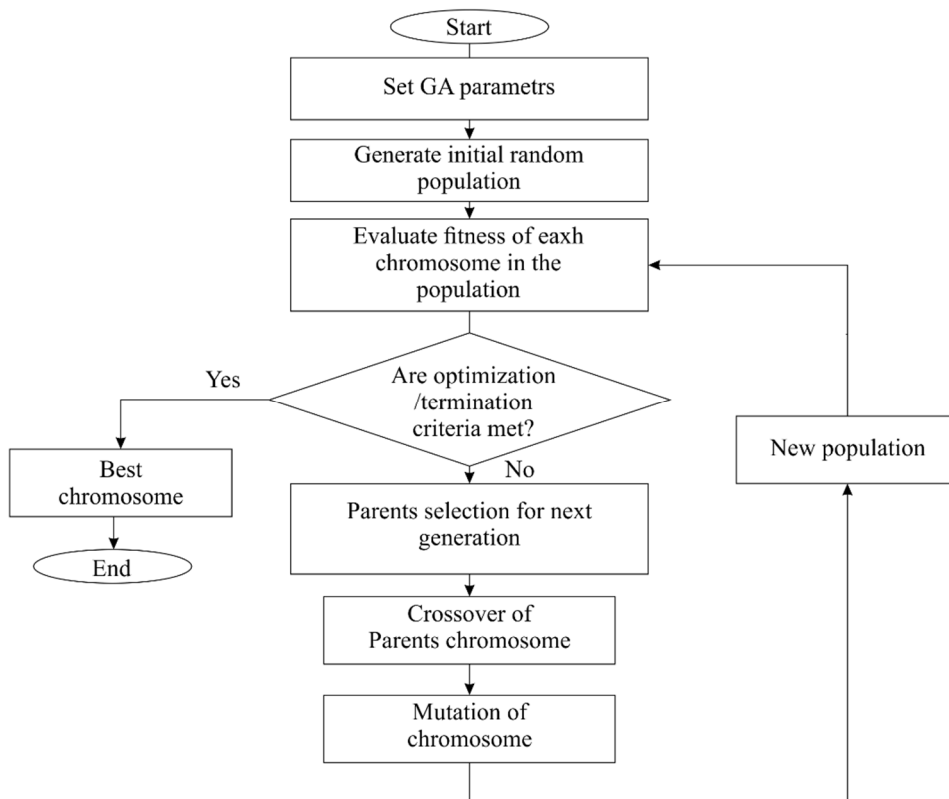 Start
Set GA parametrs
Generate initial random
population
Evaluate fitness of eaxh
chromosome in the
population
Yes
Are optimization
/termination
criteria met?
Best
chromosome
No
New population
Parents selection for next
generation
End
Crossover of
Parents chromosome
Mutation of
chromosome